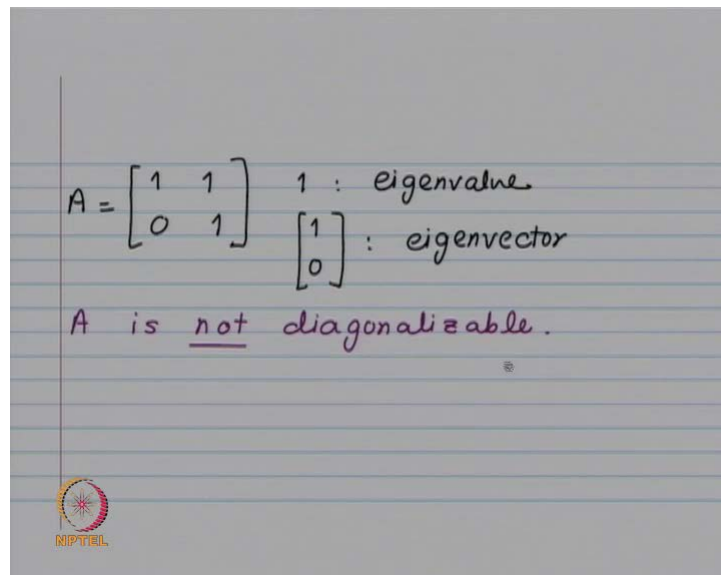 A = [1 1; 0 1] 1 : eigenvalue
[1; 0] : eigenvector
A is not diagonalizable.
NPTEL